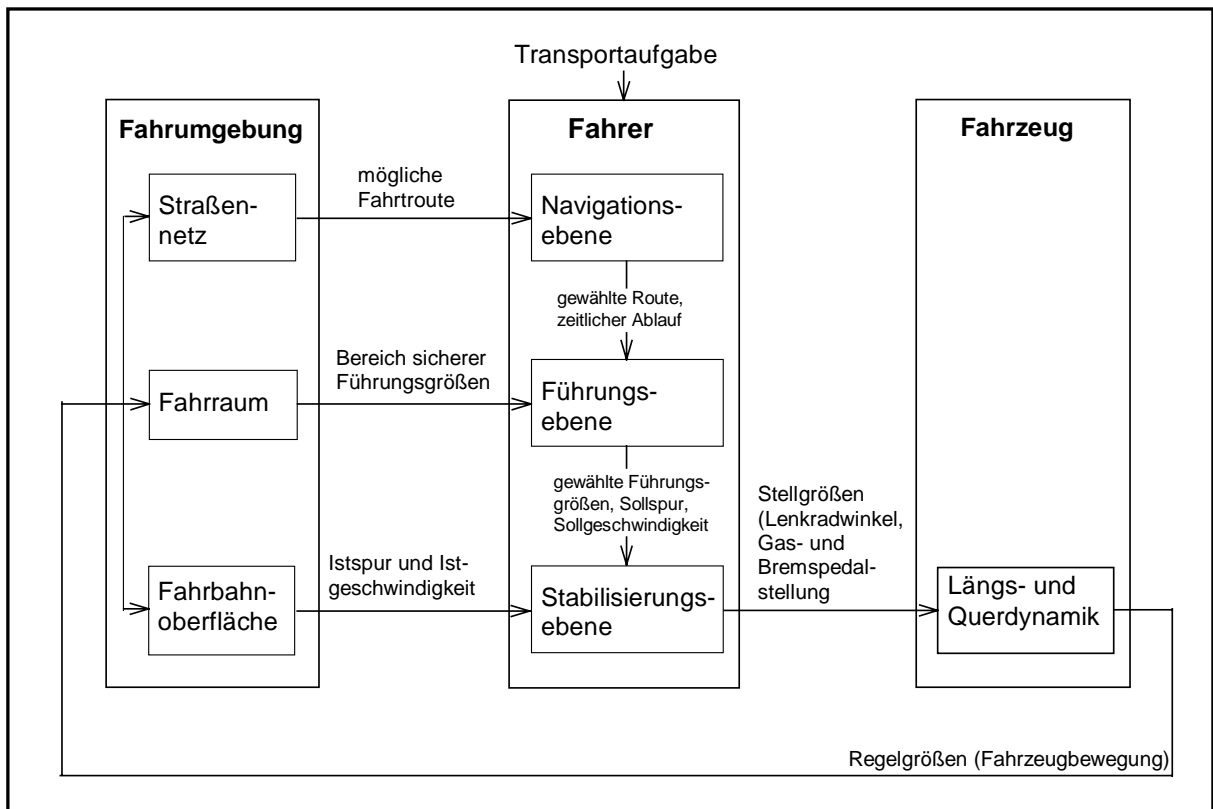 Transportaufgabe
Fahrumgebung
Straßen-
netz
Fahrraum
Fahrbahn-
oberfläche
mögliche
Fahrtroute
Bereich sicherer
Führungsgrößen
Istspur und Ist-
geschwindigkeit
Fahrer
Navigations-
ebene
gewählte Route,
zeitlicher Ablauf
Führungs-
ebene
gewählte Führungs-
größen, Sollspur,
Sollgeschwindigkeit
Stabilisierungs-
ebene
Stellgrößen
(Lenkradwinkel,
Gas- und
Bremspedal-
stellung)
Fahrzeug
Längs- und
Querdynamik
Regelgrößen (Fahrzeugbewegung)